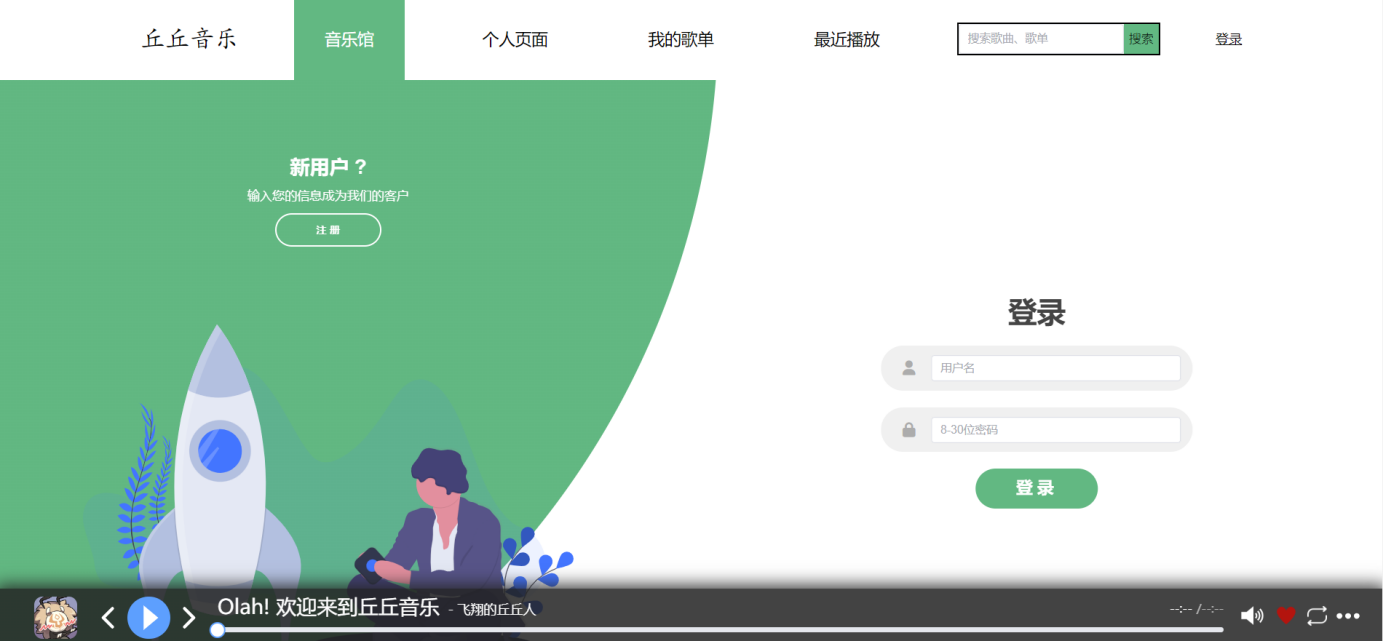 丘丘音乐
音乐馆
个人页面
我的歌单
最近播放
搜索歌曲、歌单
搜索
登录
新用户 ?
输入您的信息成为我们的客户
注 册
登录
用户名
8-30位密码
登 录
Olah! 欢迎来到丘丘音乐 - 飞翔的丘丘人
--:-- /--:--